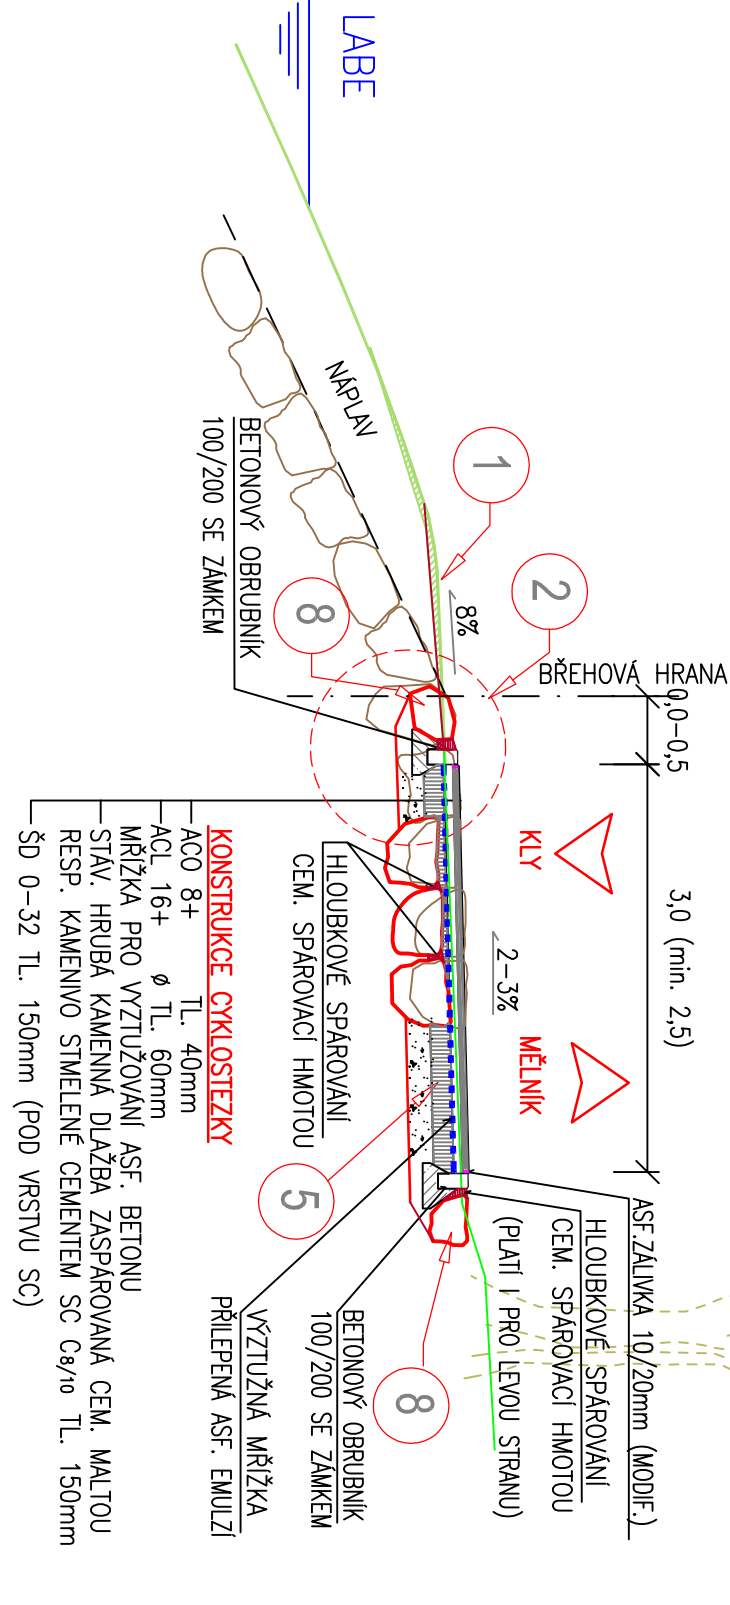 LABE
NÁPLAV
1
2
8%
BŘEHOVÁ HRANA
0,0-0,5
3,0 (min. 2,5)
KLY
MĚLNÍK
2-3%
8
BETONOVÝ OBRUBNÍK
100/200 SE ZÁMKEM
HLOUBKOVÉ SPÁROVÁNÍ
CEM. SPÁROVACÍ HMOTOU
5
KONSTRUKCE CYKLOSTEZKY
ACO 8+ TL. 40mm
ACL 16+ ø TL. 60mm
MŘÍŽKA PRO VYZTUŽOVÁNÍ ASF. BETONU
STÁV. HRUBÁ KAMENNÁ DLAŽBA ZASPÁROVANÁ CEM. MALTOU
RESP. KAMENIVO STMELENÉ CEMENTEM SC C8/10 TL. 150mm
ŠD 0-32 TL. 150mm (POD VRSTVU SC)
ASF.ZÁLIVKA 10/20mm (MODIF.)
HLOUBKOVÉ SPÁROVÁNÍ
CEM. SPÁROVACÍ HMOTOU
(PLATÍ I PRO LEVOU STRANU)
8
BETONOVÝ OBRUBNÍK
100/200 SE ZÁMKEM
VÝZTUŽNÁ MŘÍŽKA
PŘILEPENÁ ASF. EMULZÍ